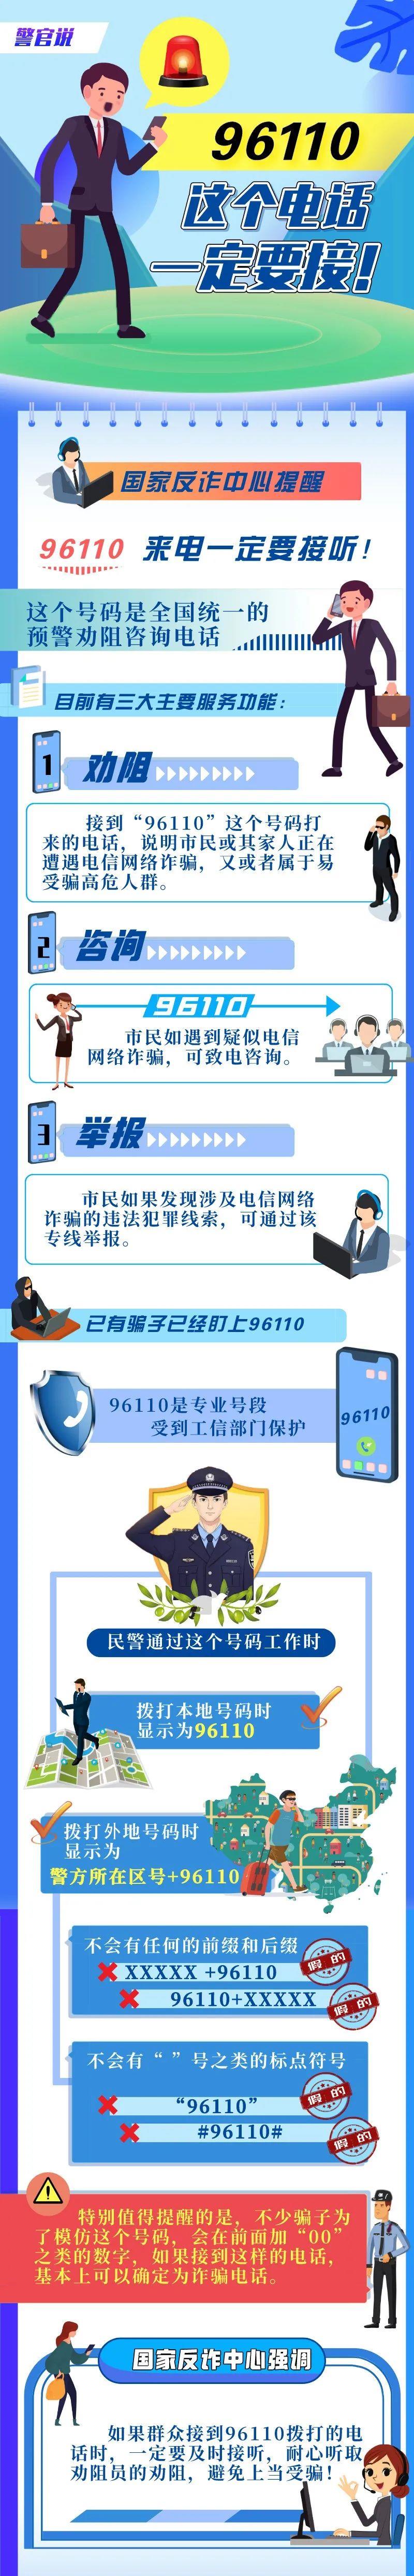 警官说
96110
这个电话
一定要接！
国家反诈中心提醒
96110 来电一定要接听！
这个号码是全国统一的
预警劝阻咨询电话
目前有三大主要服务功能：
1 劝阻
接到“96110”这个号码打
来的电话，说明市民或其家人正在
遭遇电信网络诈骗，又或者属于易
受骗高危人群。
2 咨询
96110
市民如遇到疑似电信
网络诈骗，可致电咨询。
3 举报
市民如果发现涉及电信网络
诈骗的违法犯罪线索，可通过该
专线举报。
已有骗子已经盯上96110
96110是专业号段
受到工信部门保护
96110
民警通过这个号码工作时
拨打本地号码时
显示为96110
拨打外地号码时
显示为
警方所在区号+96110
不会有任何的前缀和后缀
XXXXX +96110
假的
96110+XXXXX
假的
不会有“ ”号之类的标点符号
“96110”
假的
#96110#
假的
特别值得提醒的是，不少骗子为
了模仿这个号码，会在前面加“00”
之类的数字，如果接到这样的电话，
基本上可以确定为诈骗电话。
国家反诈中心强调
如果群众接到96110拨打的电
话时，一定要及时接听，耐心听取
劝阻员的劝阻，避免上当受骗！